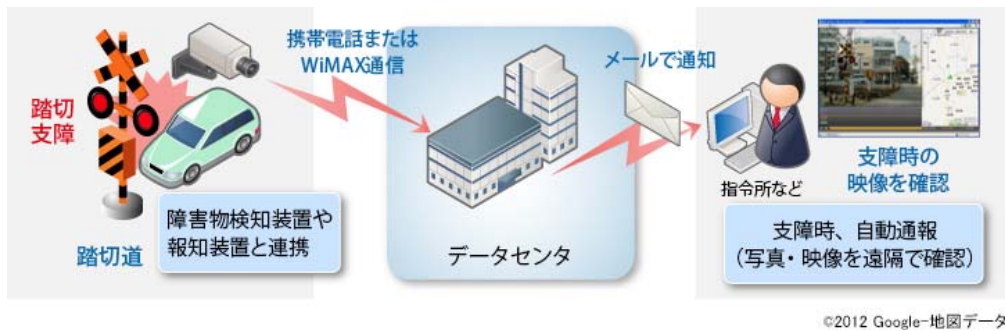 踏切
支障
踏切道
障害物検知装置や
報知装置と連携
携帯電話または
WiMAX通信
データセンタ
メールで通知
指令所など
支障時の
映像を確認
支障時、自動通報
（写真・映像を遠隔で確認）
©2012 Google-地図データ